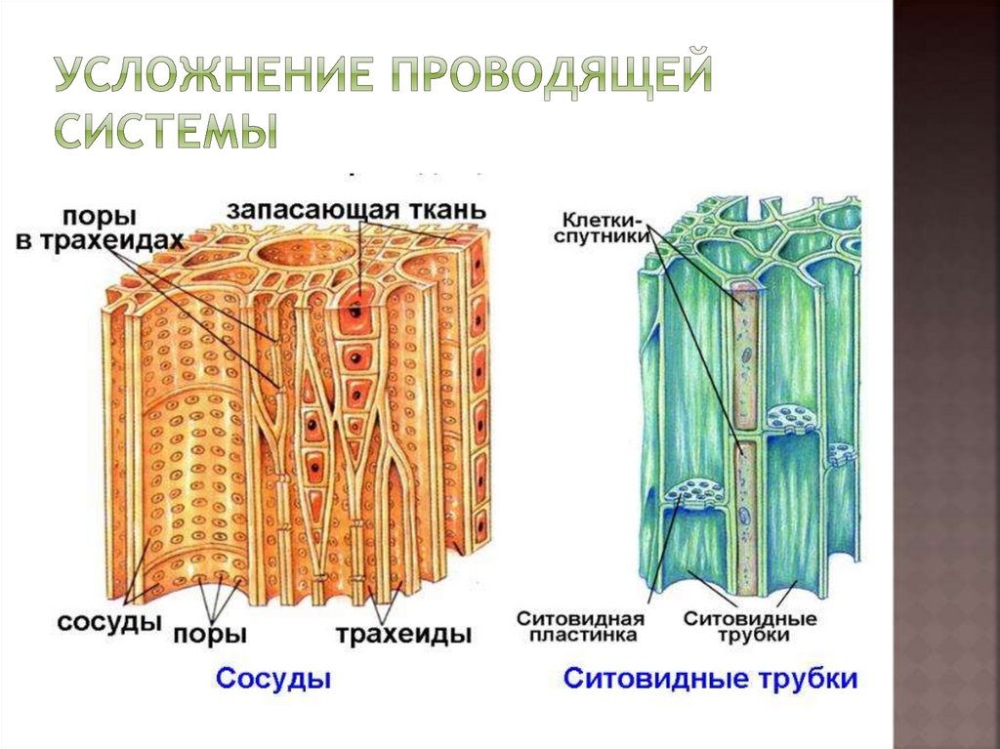 УСЛОЖНЕНИЕ ПРОВОДЯЩЕЙ
СИСТЕМЫ
поры
в трахеидах
запасающая ткань
сосуды
поры
трахеиды
Сосуды
Клетки-
спутники
Ситовидная
пластинка
Ситовидные
трубки
Ситовидные трубки